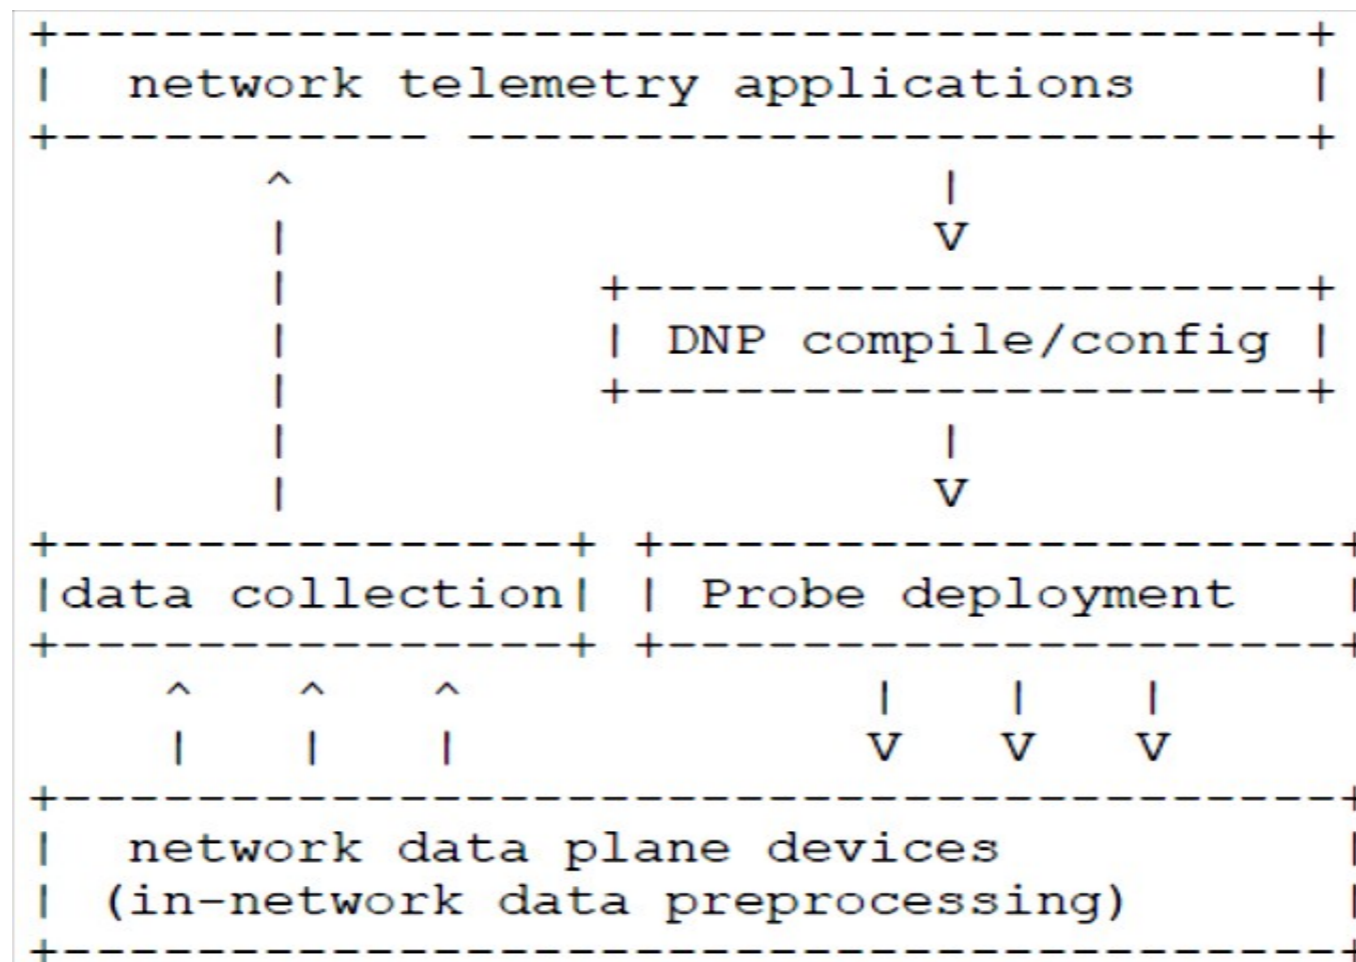 network telemetry applications
DNP compile/config
data collection
Probe deployment
network data plane devices
(in-network data preprocessing)